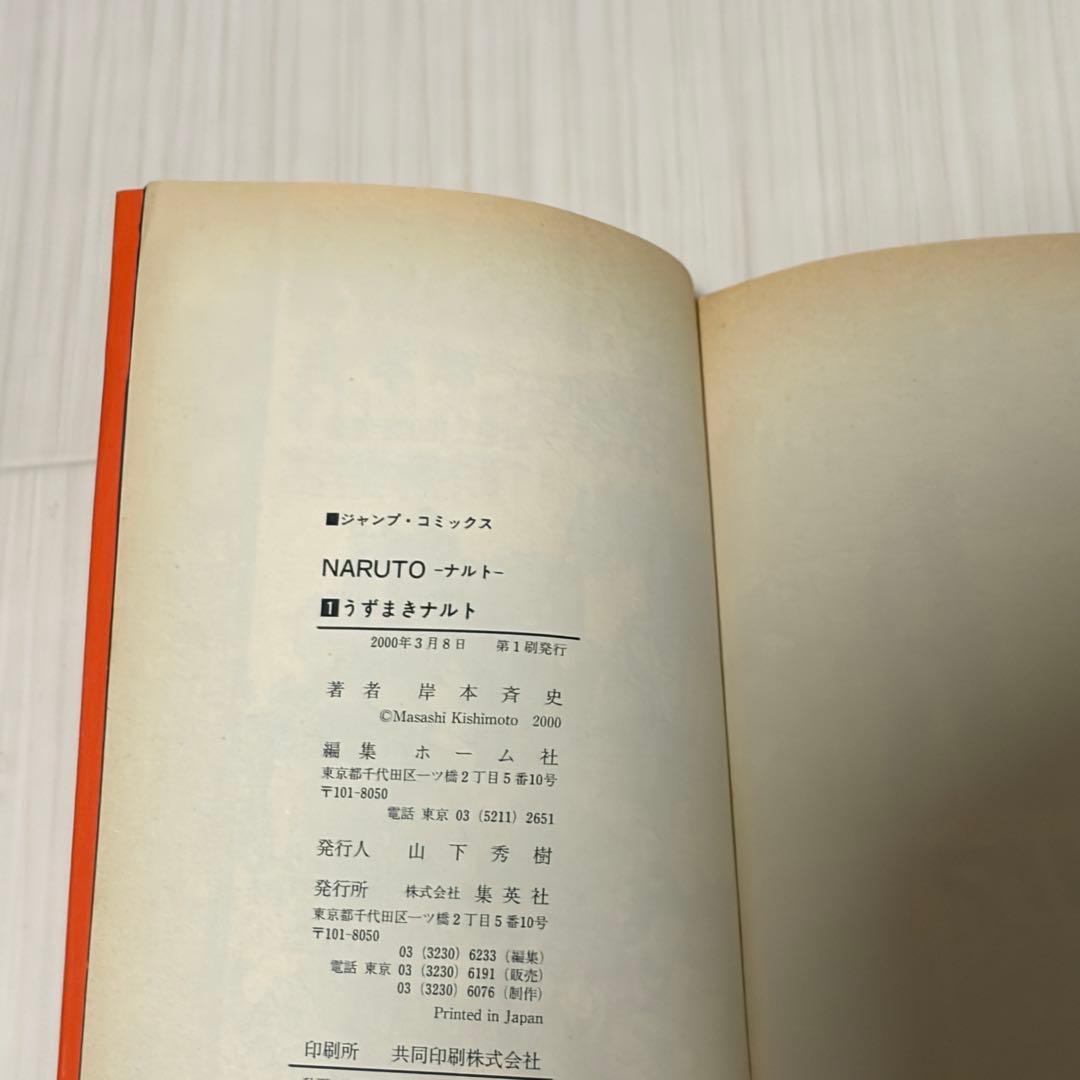 ■ジャンプ・コミックス
NARUTO －ナルト－
1うずまきナルト
2000年3月8日 第1刷発行
著者 岸本斉史
©Masashi Kishimoto 2000
編集 ホーム社
東京都千代田区一ツ橋2丁目5番10号
〒101-8050
電話 東京 03 (5211) 2651
発行人 山下秀樹
発行所 株式会社 集英社
東京都千代田区一ツ橋2丁目5番10号
〒101-8050
03 (3230) 6233 (編集)
電話 東京 03 (3230) 6191 (販売)
03 (3230) 6076 (制作)
Printed in Japan
印刷所 共同印刷株式会社